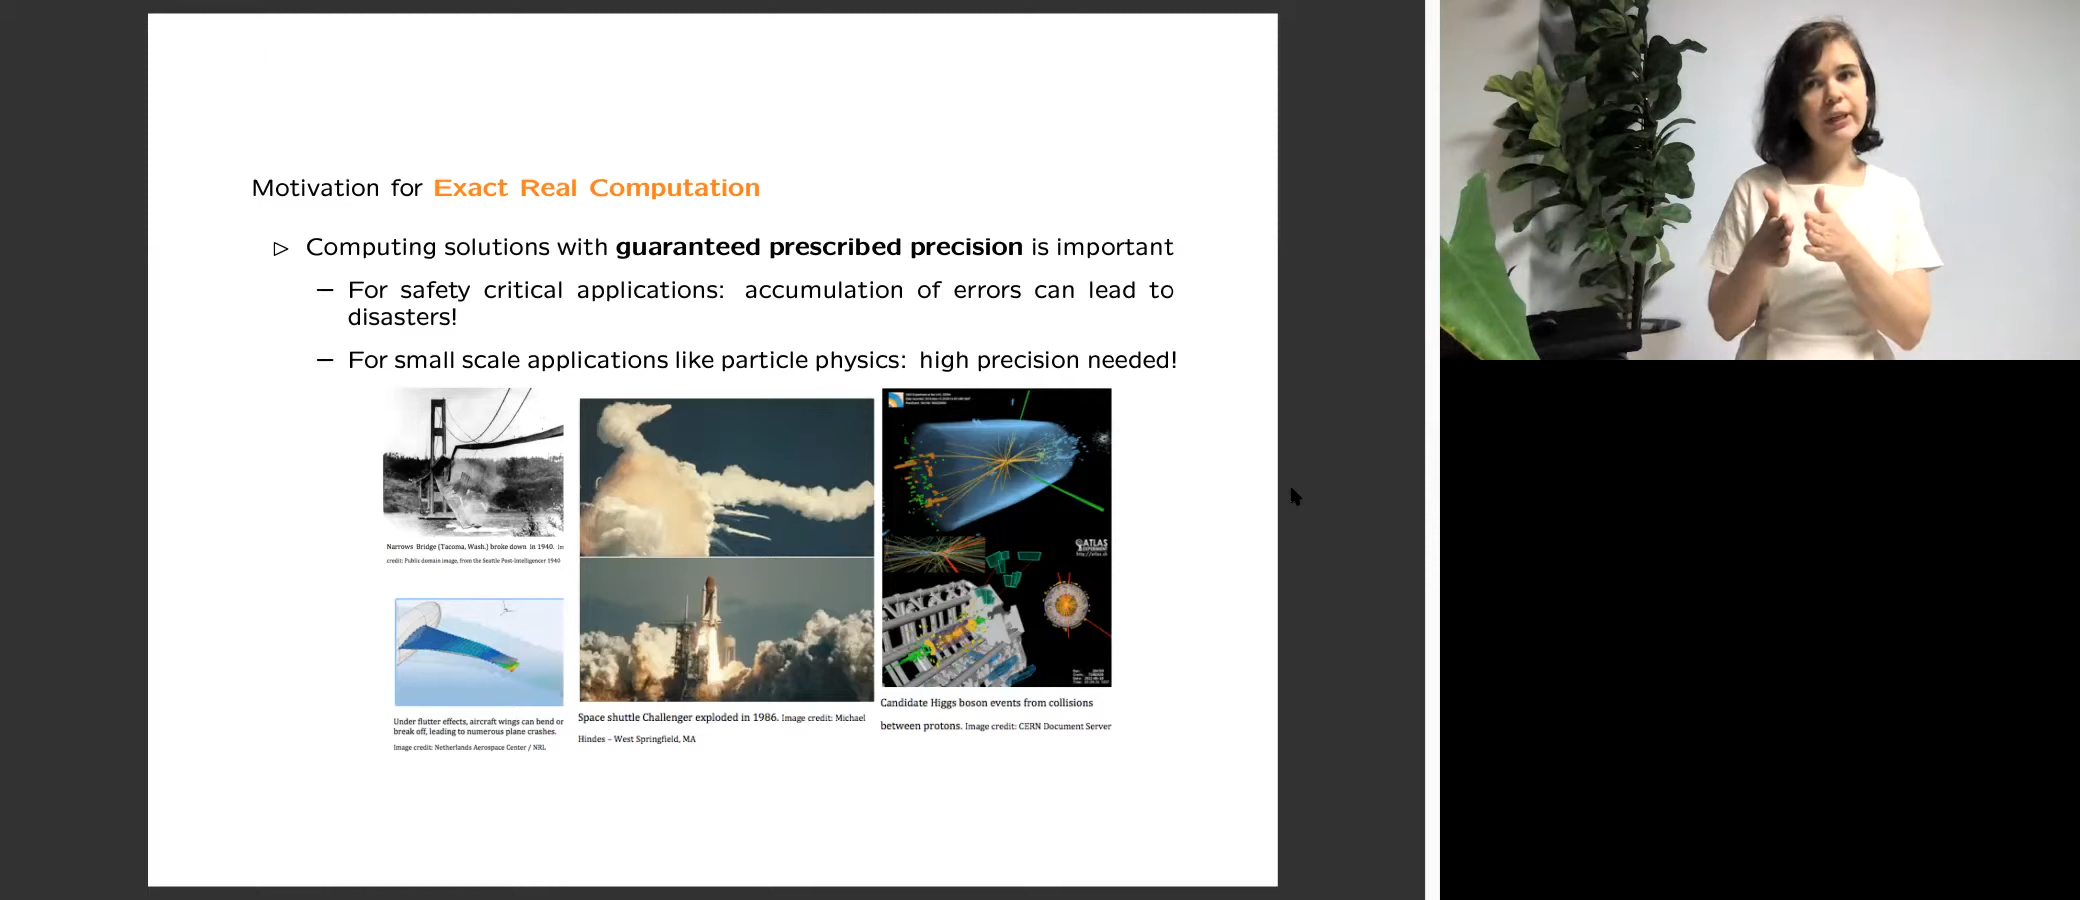 Motivation for Exact Real Computation
▷ Computing solutions with guaranteed prescribed precision is important
– For safety critical applications: accumulation of errors can lead to
disasters!
– For small scale applications like particle physics: high precision needed!
Narrows Bridge (Tacoma, Wash.) broke down in 1940. Im
credit: Public domain image, from the Seattle Post-Intelligencer 1940
Under flutter effects, aircraft wings can bend or
break off, leading to numerous plane crashes.
Image credit: Netherlands Aerospace Center / NRL
Space shuttle Challenger exploded in 1986. Image credit: Michael
Hindes – West Springfield, MA
ATLAS
EXPERIMENT
http://atlas.ch
Candidate Higgs boson events from collisions
between protons. Image credit: CERN Document Server